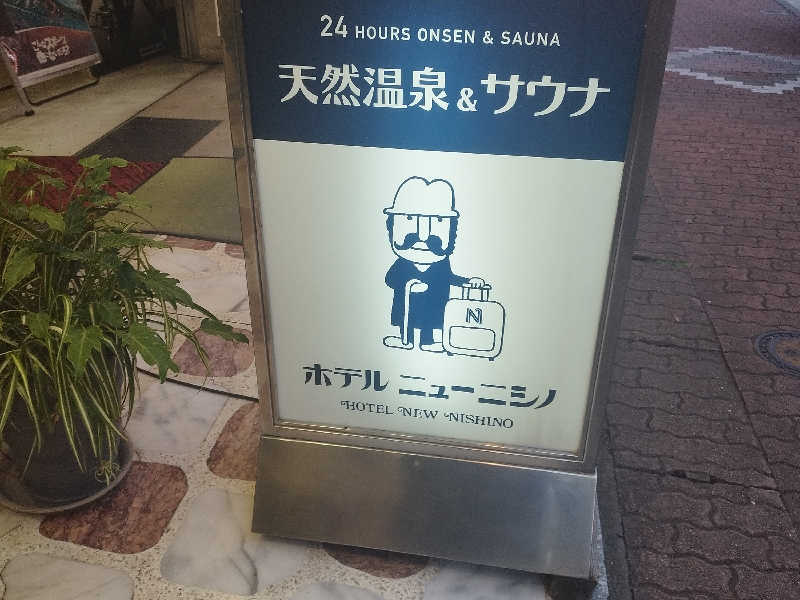 24 HOURS ONSEN & SAUNA
天然温泉&サウナ
N
ホテル ニューニシノ
HOTEL NEW NISHINO